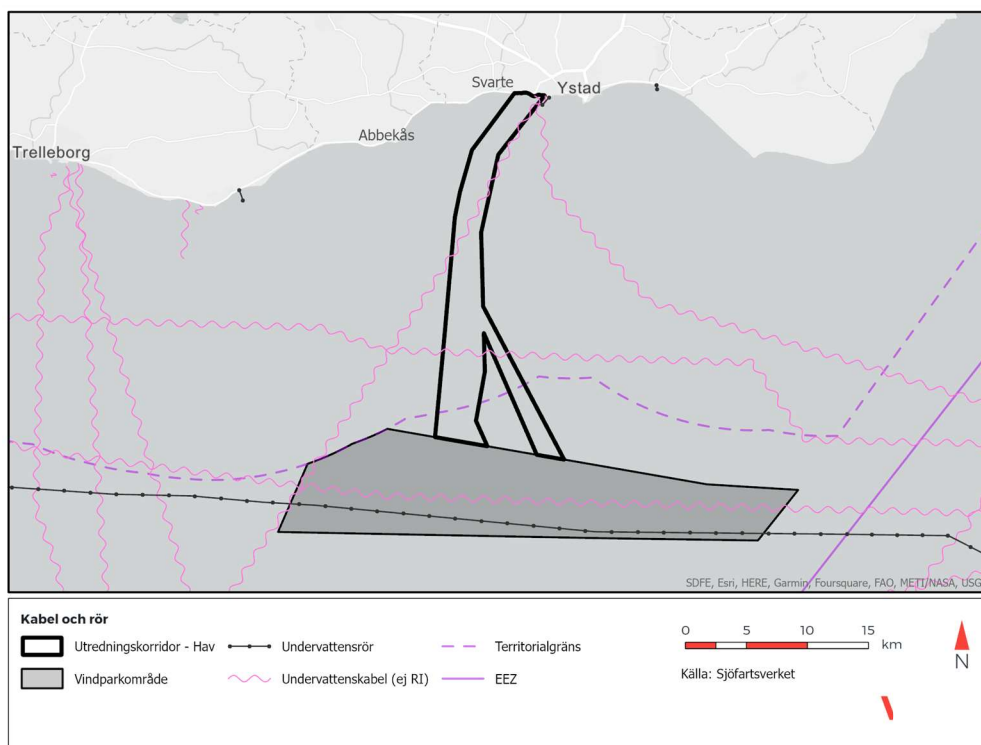 Svarte
Ystad
Abbekås
Trelleborg
SDFE, Esri, HERE, Garmin, Foursquare, FAO, METI/NASA, USG
Kabel och rör
Utredningskorridor - Hav
Undervattensrör
Territorialgräns
Vindparkområde
Undervattenskabel (ej RI)
EEZ
0 5 10 15
km
Källa: Sjöfartsverket
N